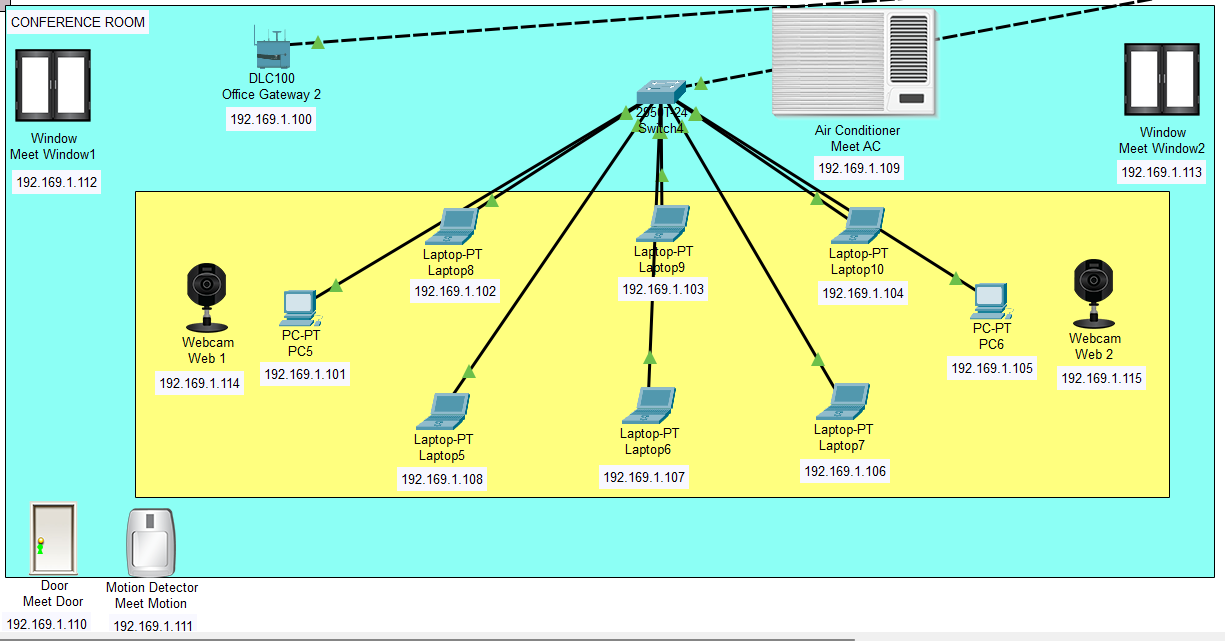 CONFERENCE ROOM
DLC100
Office Gateway 2
192.169.1.100
Window
Meet Window1
192.169.1.112
2950T-24
Switch4
Air Conditioner
Meet AC
192.169.1.109
Window
Meet Window2
192.169.1.113
Laptop-PT
Laptop8
192.169.1.102
Laptop-PT
Laptop9
192.169.1.103
Laptop-PT
Laptop10
192.169.1.104
Webcam
Web 1
192.169.1.114
PC-PT
PC5
192.169.1.101
PC-PT
PC6
192.169.1.105
Webcam
Web 2
192.169.1.115
Laptop-PT
Laptop5
192.169.1.108
Laptop-PT
Laptop6
192.169.1.107
Laptop-PT
Laptop7
192.169.1.106
Door
Meet Door
192.169.1.110
Motion Detector
Meet Motion
192.169.1.111